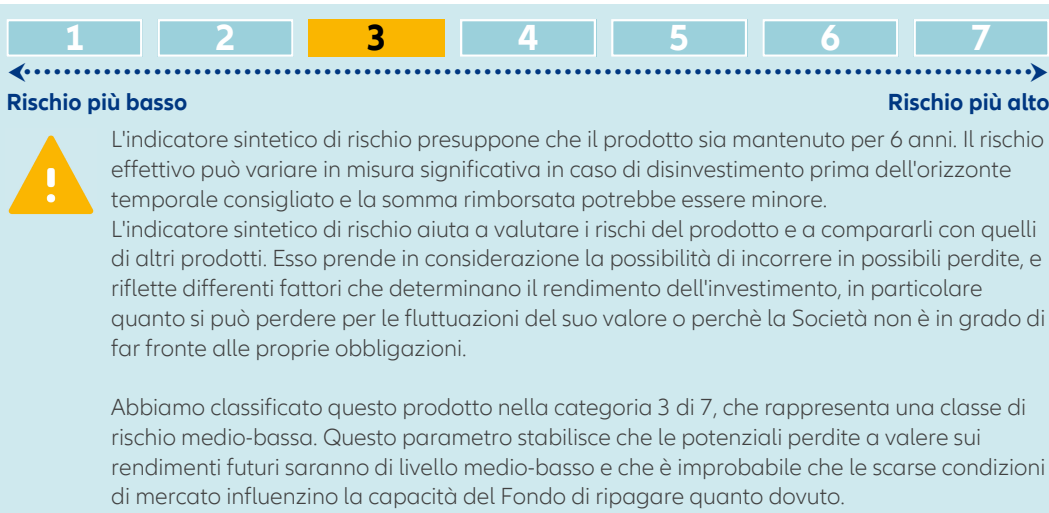 1 2 3 4 5 6 7
Rischio più basso Rischio più alto
L'indicatore sintetico di rischio presuppone che il prodotto sia mantenuto per 6 anni. Il rischio
effettivo può variare in misura significativa in caso di disinvestimento prima dell'orizzonte
temporale consigliato e la somma rimborsata potrebbe essere minore.
L'indicatore sintetico di rischio aiuta a valutare i rischi del prodotto e a compararli con quelli
di altri prodotti. Esso prende in considerazione la possibilità di incorrere in possibili perdite, e
riflette differenti fattori che determinano il rendimento dell'investimento, in particolare
quanto si può perdere per le fluttuazioni del suo valore o perchè la Società non è in grado di
far fronte alle proprie obbligazioni.
Abbiamo classificato questo prodotto nella categoria 3 di 7, che rappresenta una classe di
rischio medio-bassa. Questo parametro stabilisce che le potenziali perdite a valere sui
rendimenti futuri saranno di livello medio-basso e che è improbabile che le scarse condizioni
di mercato influenzino la capacità del Fondo di ripagare quanto dovuto.